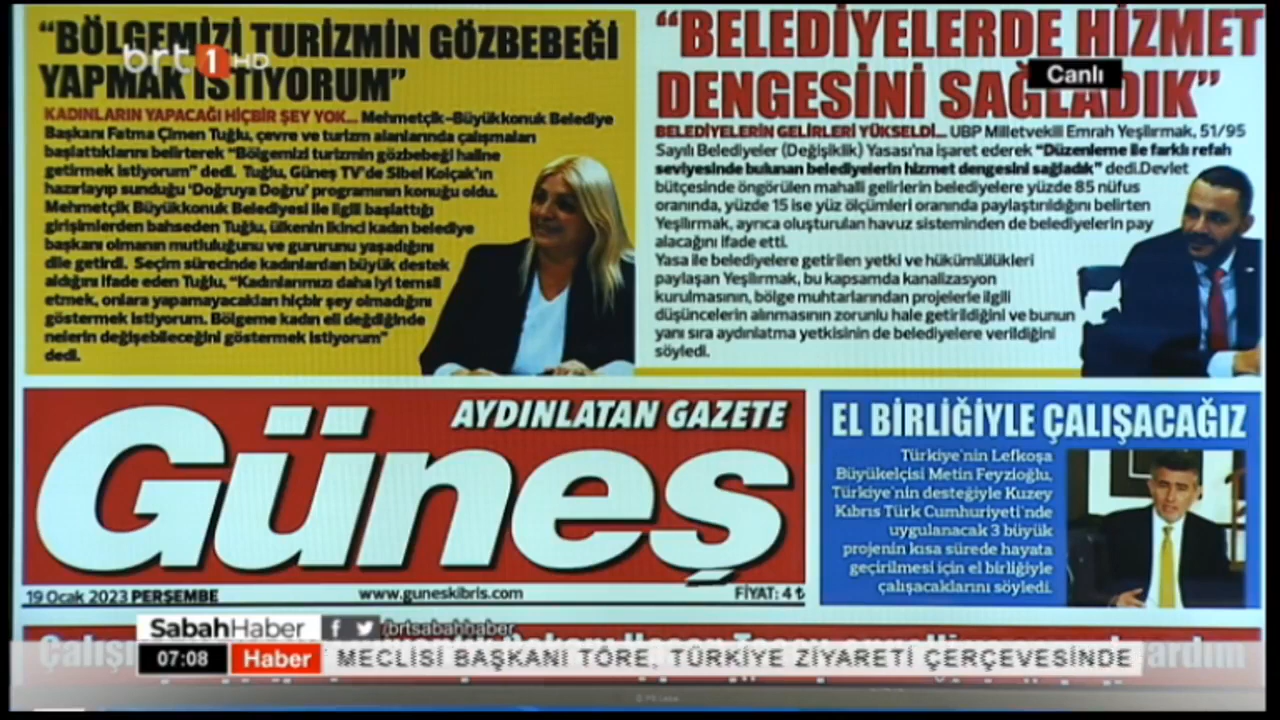 “BÖLGEMİZİ TURİZMİN GÖZBEBEĞİ
YAPMAK İSTİYORUM”
KADINLARIN YAPACAĞI HİÇBİR ŞEY YOK... Mehmetçik-Büyükkonuk Belediye
Başkanı Fatma Çimen Tuğlu, çevre ve turizm alanlarında çalışmaları
başlattıklarını belirterek “Bölgemizi turizmin gözbebeği haline
getirmek istiyorum” dedi. Tuğlu, Güneş TV'de Sibel Kolçak'ın
hazırlayıp sunduğu ‘Doğruya Doğru’ programının konuğu oldu.
Mehmetçik Büyükkonuk Belediyesi ile ilgili başlattığı
girişimlerden bahseden Tuğlu, ülkenin ikinci kadın belediye
başkanı olmanın mutluluğunu ve gururunu yaşadığını
dile getirdi. Seçim sürecinde kadınlardan büyük destek
aldığını ifade eden Tuğlu, “Kadınlarımızı daha iyi temsil
etmek, onlara yapamayacakları hiçbir şey olmadığını
göstermek istiyorum. Bölgeme kadın eli değdiğinde
nelerin değişebileceğini göstermek istiyorum”
dedi.
brt 1 HD
“BELEDİYELERDE HİZMET
DENGESİNİ SAĞLADIK”
Canlı
BELEDİYELERİN GELİRLERİ YÜKSELDİ... UBP Milletvekili Emrah Yeşilırmak, 51/95
Sayılı Belediyeler (Değişiklik) Yasası'na işaret ederek “Düzenleme ile farklı refah
seviyesinde bulunan belediyelerin hizmet dengesini sağladık” dedi.Devlet
bütçesinde öngörülen mahalli gelirlerin belediyelere yüzde 85 nüfus
oranında, yüzde 15 ise yüz ölçümleri oranında paylaştırıldığını belirten
Yeşilırmak, ayrıca oluşturulan havuz sisteminden de belediyelerin pay
alacağını ifade etti.
Yasa ile belediyelere getirilen yetki ve hükümlülükleri
paylaşan Yeşilırmak, bu kapsamda kanalizasyon
kurulmasının, bölge muhtarlarından projelerle ilgili
düşüncelerin alınmasının zorunlu hale getirildiğini ve bunun
yanı sıra aydınlatma yetkisinin de belediyelere verildiğini
söyledi.
AYDINLATAN GAZETE
Güneş
19 Ocak 2023 PERŞEMBE www.guneskibris.com FİYAT: 4 ₺
EL BİRLİĞİYLE ÇALIŞACAĞIZ
Türkiye'nin Lefkoşa
Büyükelçisi Metin Feyzioğlu,
Türkiye'nin desteğiyle Kuzey
Kıbrıs Türk Cumhuriyeti'nde
uygulanacak 3 büyük
projenin kısa sürede hayata
geçirilmesi için el birliğiyle
çalışacaklarını söyledi.
SabahHaber /brtsabahhaber
07:08 Haber MECLİSİ BAŞKANI TÖRE, TÜRKİYE ZİYARETİ ÇERÇEVESİNDE